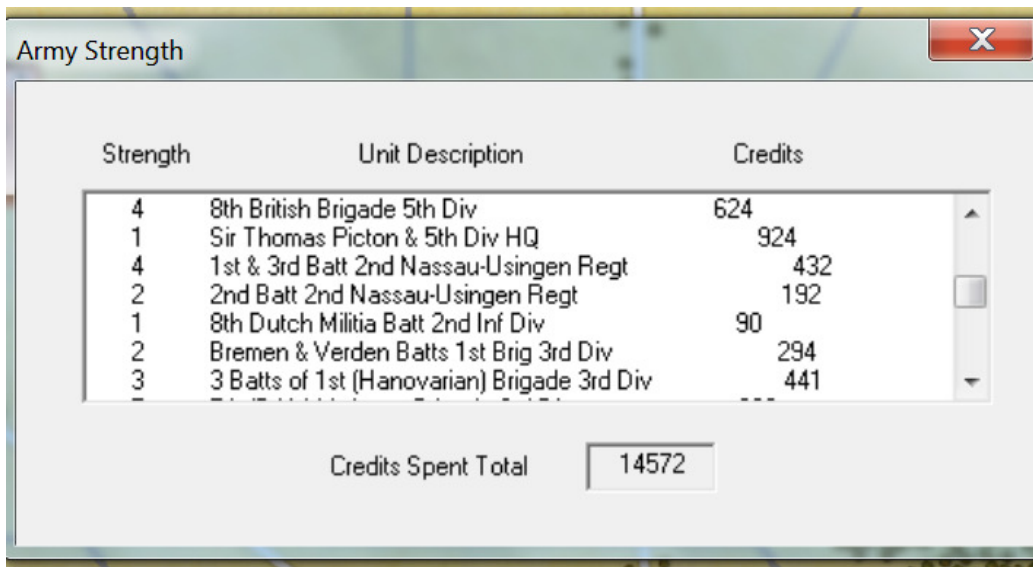 Army Strength
Strength Unit Description Credits
4 8th British Brigade 5th Div 624
1 Sir Thomas Picton & 5th Div HQ 924
4 1st & 3rd Batt 2nd Nassau-Usingen Regt 432
2 2nd Batt 2nd Nassau-Usingen Regt 192
1 8th Dutch Militia Batt 2nd Inf Div 90
2 Bremen & Verden Batts 1st Brig 3rd Div 294
3 3 Batts of 1st (Hanovarian) Brigade 3rd Div 441
Credits Spent Total 14572